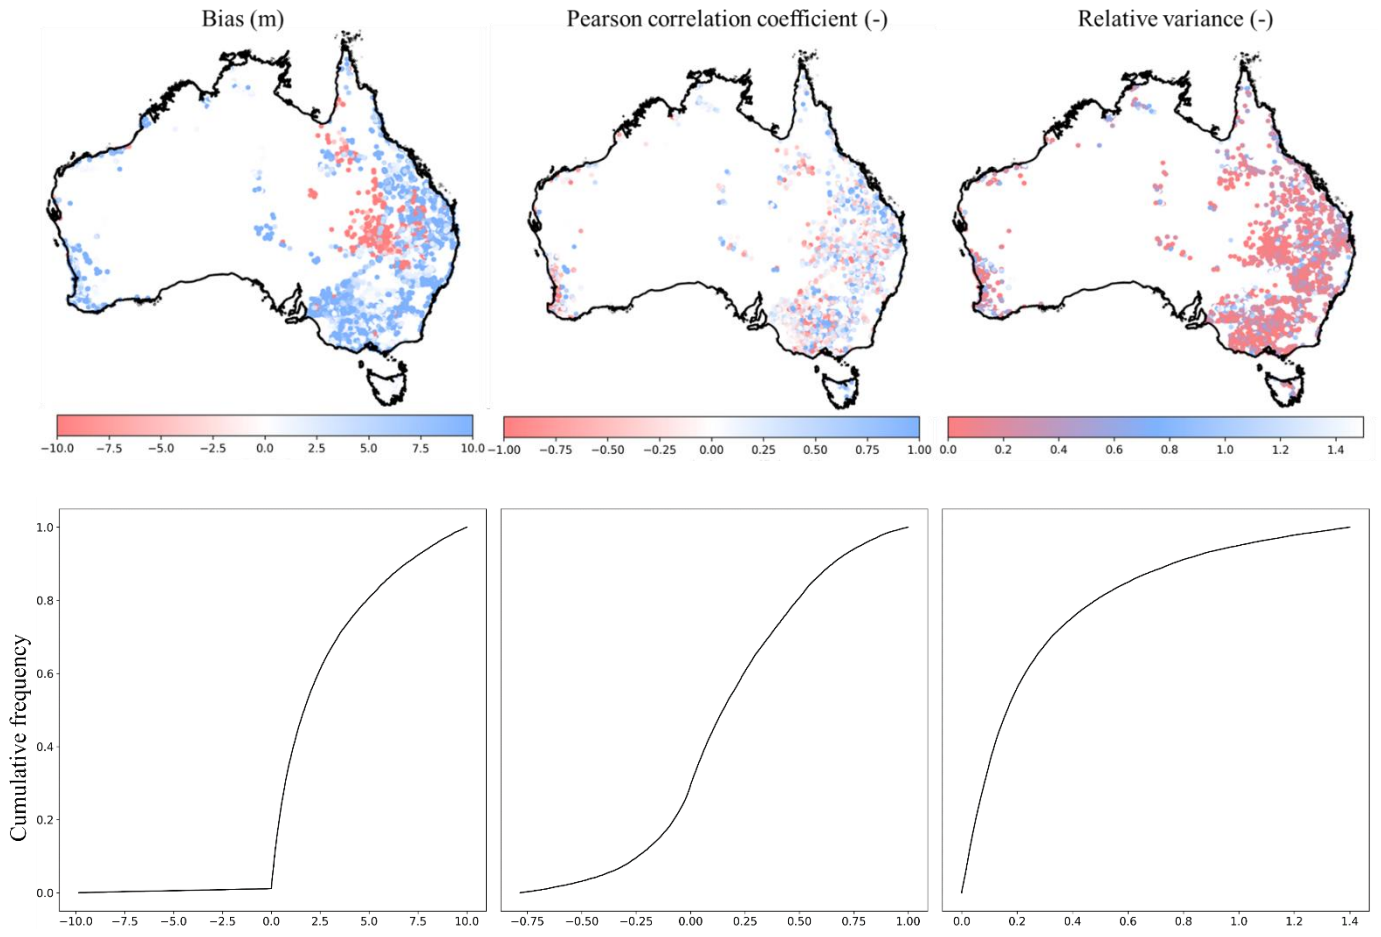 Bias (m) Pearson correlation coefficient (-) Relative variance (-)
−10.0 −7.5 −5.0 −2.5 0.0 2.5 5.0 7.5 10.0 −1.00 −0.75 −0.50 −0.25 0.00 0.25 0.50 0.75 1.00 0.0 0.2 0.4 0.6 0.8 1.0 1.2 1.4
Cumulative frequency
1.0
0.8
0.6
0.4
0.2
0.0
−10.0 −7.5 −5.0 −2.5 0.0 2.5 5.0 7.5 10.0 −0.75 −0.50 −0.25 0.00 0.25 0.50 0.75 1.00 0.0 0.2 0.4 0.6 0.8 1.0 1.2 1.4